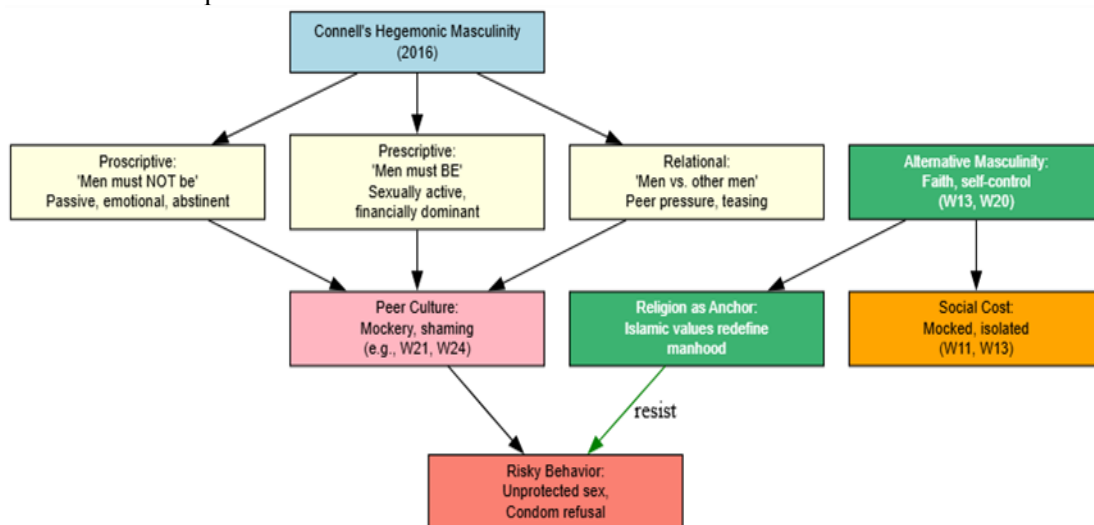 Connell's Hegemonic Masculinity
(2016)
Proscriptive:
'Men must NOT be'
Passive, emotional, abstinent
Prescriptive:
'Men must BE'
Sexually active,
financially dominant
Relational:
'Men vs. other men'
Peer pressure, teasing
Alternative Masculinity:
Faith, self-control
(W13, W20)
Peer Culture:
Mockery, shaming
(e.g., W21, W24)
Religion as Anchor:
Islamic values redefine
manhood
Social Cost:
Mocked, isolated
(W11, W13)
resist
Risky Behavior:
Unprotected sex,
Condom refusal